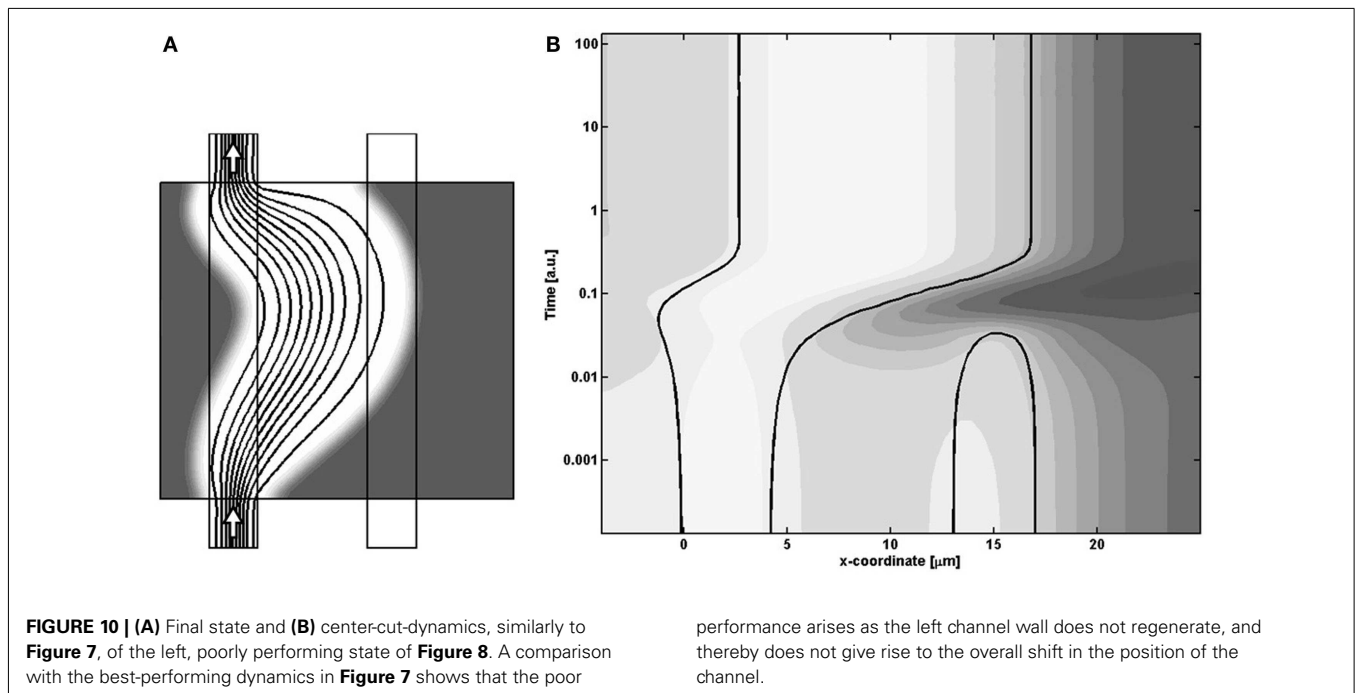 A
B
100
10
1
0.1
0.01
0.001
Time [a.u.]
0
5
10
15
20
x-coordinate [μm]
FIGURE 10 | (A) Final state and (B) center-cut-dynamics, similarly to
Figure 7, of the left, poorly performing state of Figure 8. A comparison
with the best-performing dynamics in Figure 7 shows that the poor
performance arises as the left channel wall does not regenerate, and
thereby does not give rise to the overall shift in the position of the
channel.